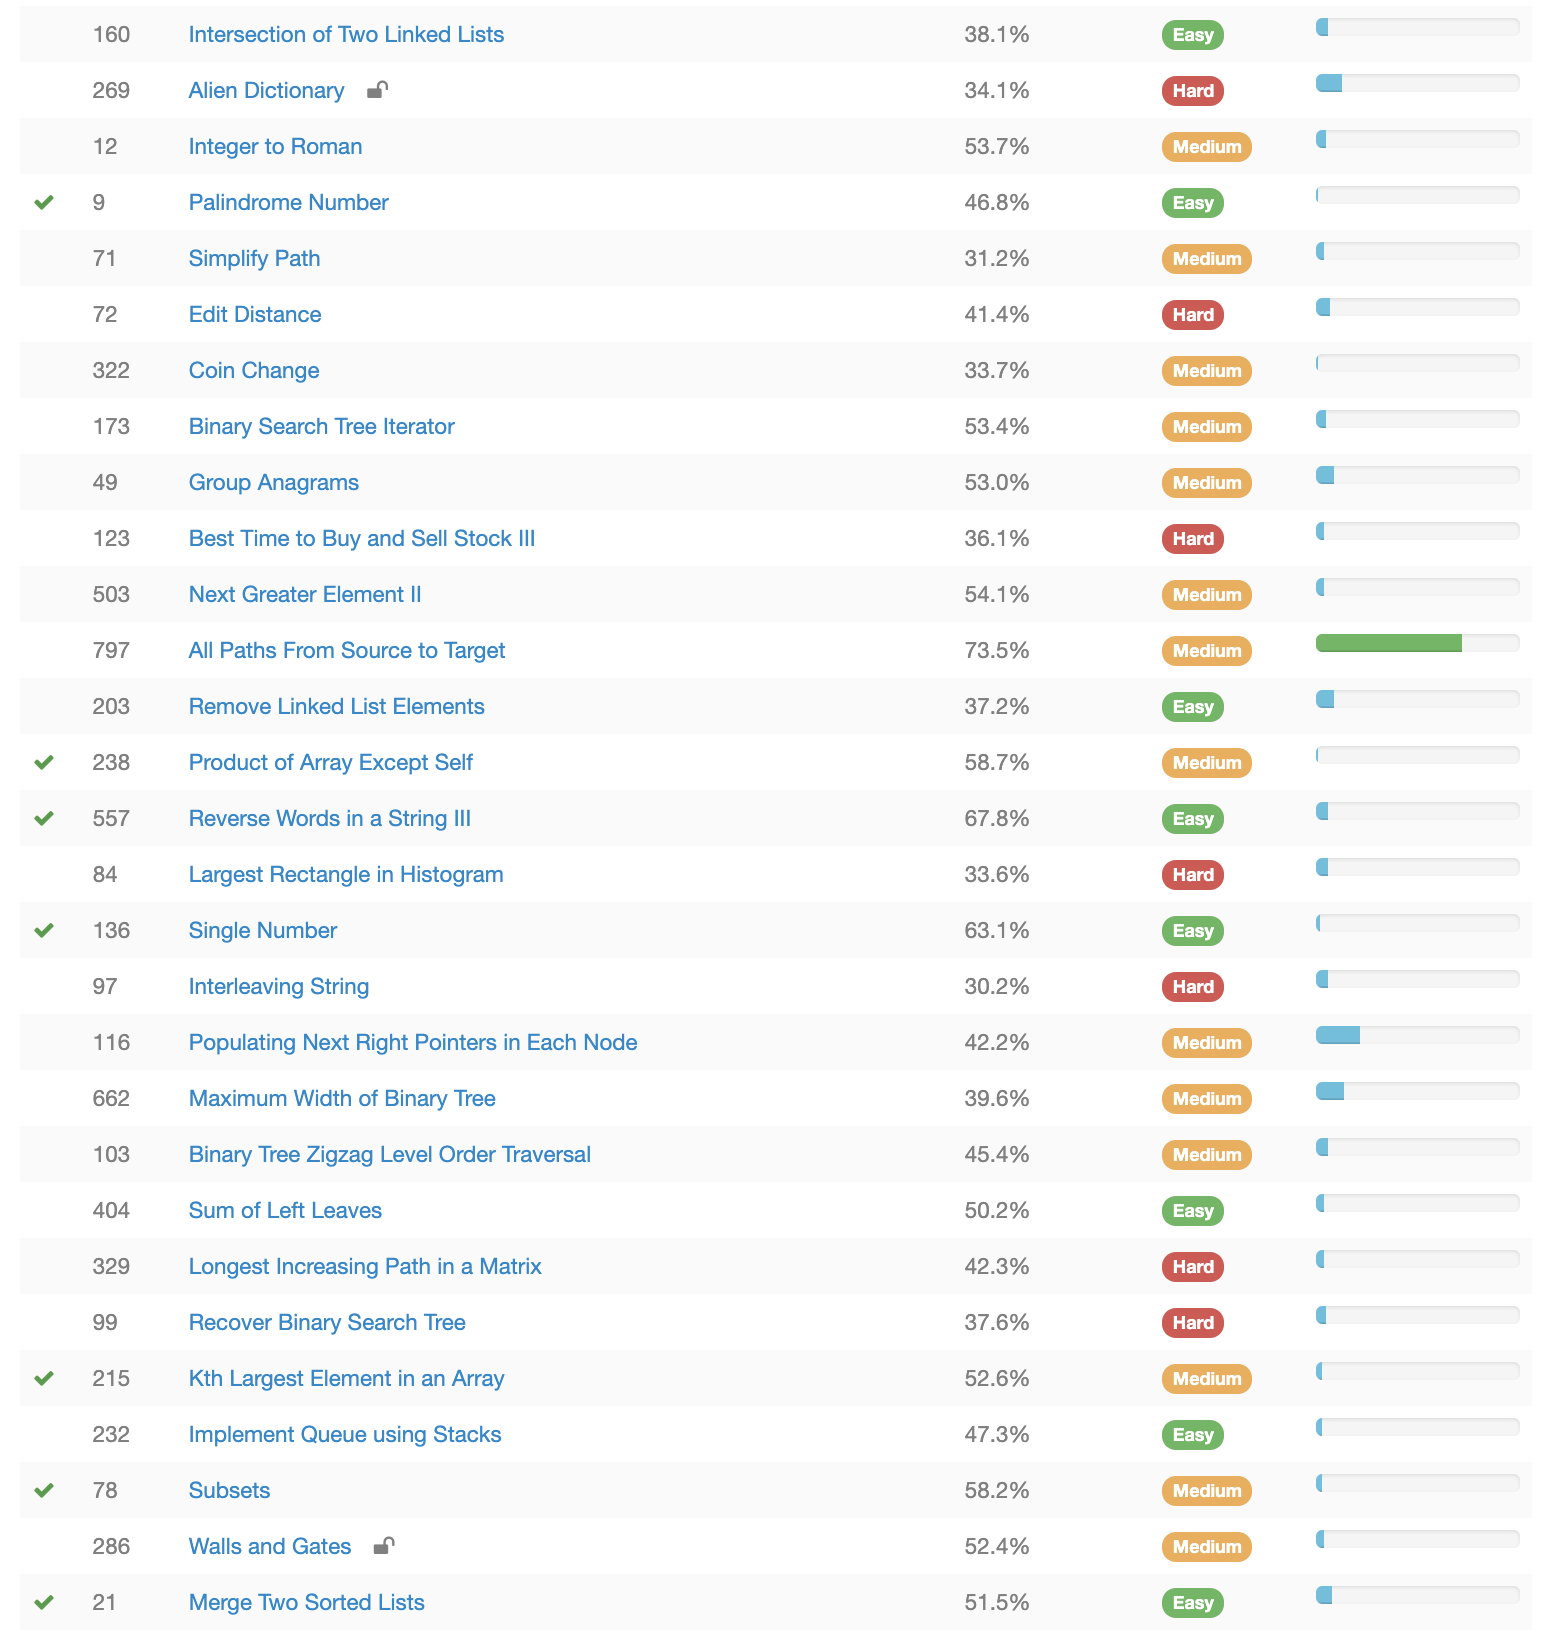 160 Intersection of Two Linked Lists 38.1% Easy
269 Alien Dictionary 34.1% Hard
12 Integer to Roman 53.7% Medium
9 Palindrome Number 46.8% Easy
71 Simplify Path 31.2% Medium
72 Edit Distance 41.4% Hard
322 Coin Change 33.7% Medium
173 Binary Search Tree Iterator 53.4% Medium
49 Group Anagrams 53.0% Medium
123 Best Time to Buy and Sell Stock III 36.1% Hard
503 Next Greater Element II 54.1% Medium
797 All Paths From Source to Target 73.5% Medium
203 Remove Linked List Elements 37.2% Easy
238 Product of Array Except Self 58.7% Medium
557 Reverse Words in a String III 67.8% Easy
84 Largest Rectangle in Histogram 33.6% Hard
136 Single Number 63.1% Easy
97 Interleaving String 30.2% Hard
116 Populating Next Right Pointers in Each Node 42.2% Medium
662 Maximum Width of Binary Tree 39.6% Medium
103 Binary Tree Zigzag Level Order Traversal 45.4% Medium
404 Sum of Left Leaves 50.2% Easy
329 Longest Increasing Path in a Matrix 42.3% Hard
99 Recover Binary Search Tree 37.6% Hard
215 Kth Largest Element in an Array 52.6% Medium
232 Implement Queue using Stacks 47.3% Easy
78 Subsets 58.2% Medium
286 Walls and Gates 52.4% Medium
21 Merge Two Sorted Lists 51.5% Easy